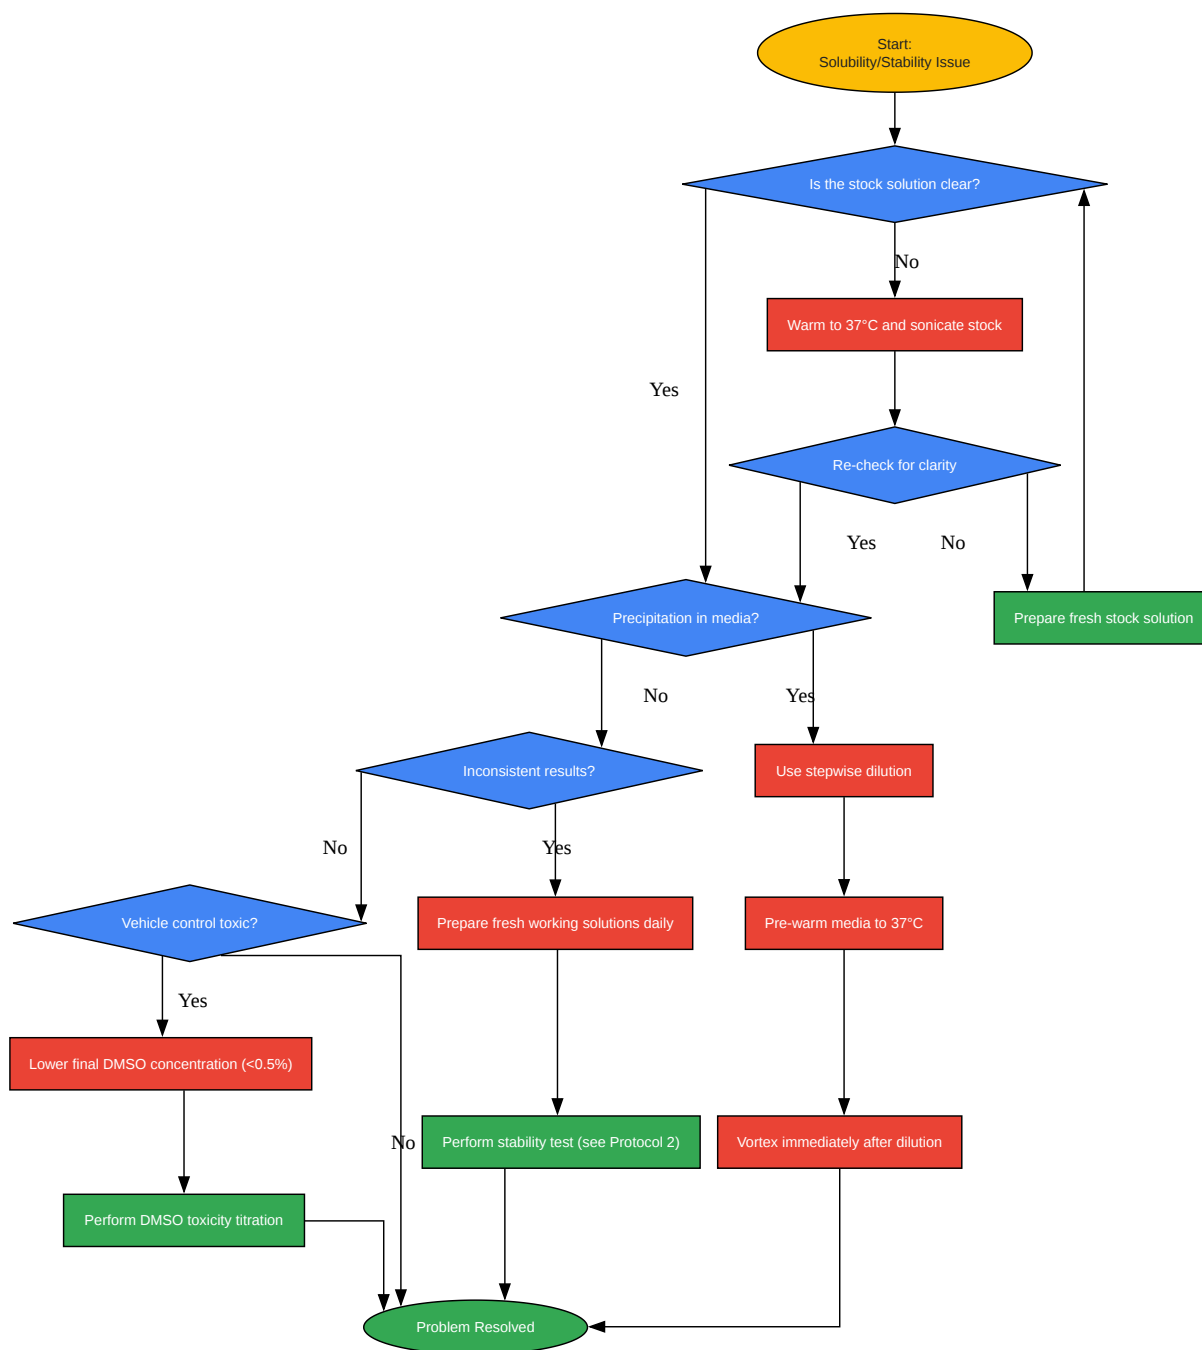 Start:
Solubility/Stability Issue
Is the stock solution clear?
No
Warm to 37°C and sonicate stock
Yes
Re-check for clarity
Yes
No
Precipitation in media?
Prepare fresh stock solution
No
Yes
Inconsistent results?
Use stepwise dilution
No
Yes
Vehicle control toxic?
Prepare fresh working solutions daily
Pre-warm media to 37°C
Yes
Lower final DMSO concentration (<0.5%)
No
Perform stability test (see Protocol 2)
Vortex immediately after dilution
Perform DMSO toxicity titration
Problem Resolved